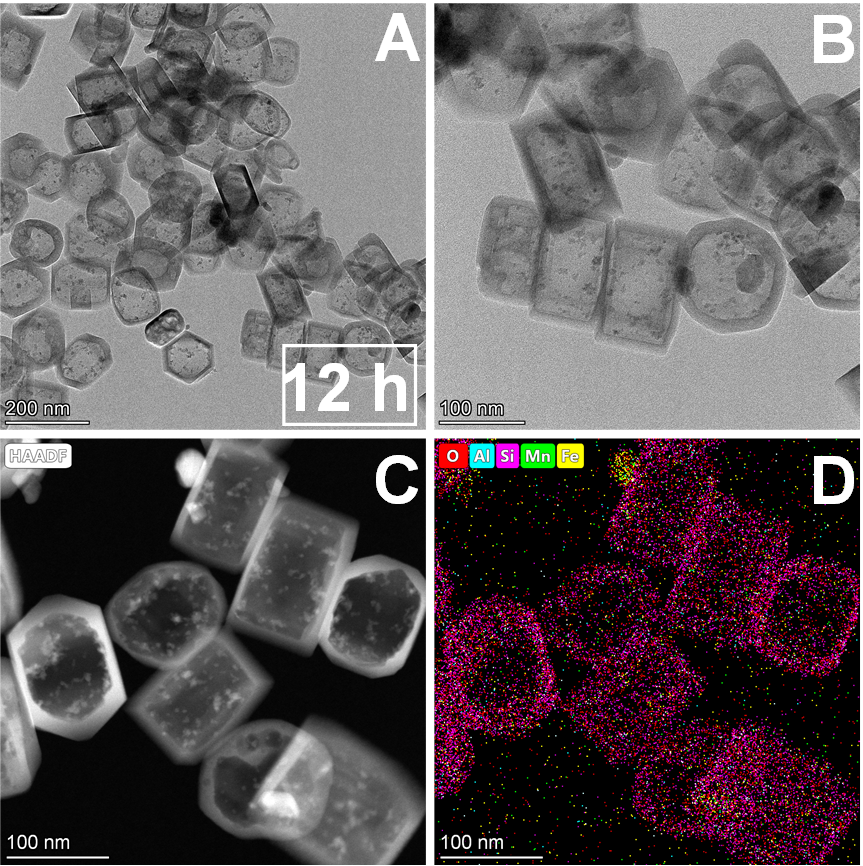 A
200 nm
12 h
B
100 nm
HAADF
C
100 nm
O Al Si Mn Fe
D
100 nm